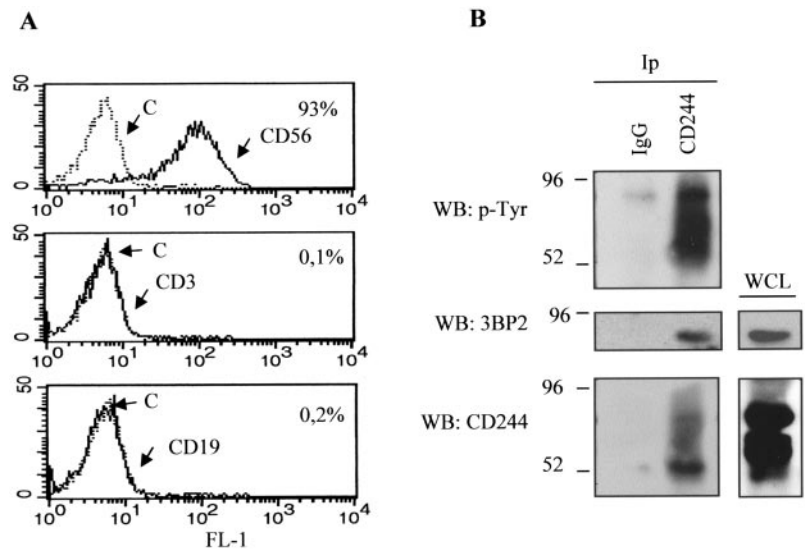 A
50
0
C
93%
CD56
10^0 10^1 10^2 10^3 10^4
50
0
C
0,1%
CD3
10^0 10^1 10^2 10^3 10^4
50
0
C
0,2%
CD19
10^0 10^1 10^2 10^3 10^4
FL-1
B
Ip
IgG
CD244
WB: p-Tyr
96
52
WCL
WB: 3BP2
96
WB: CD244
96
52